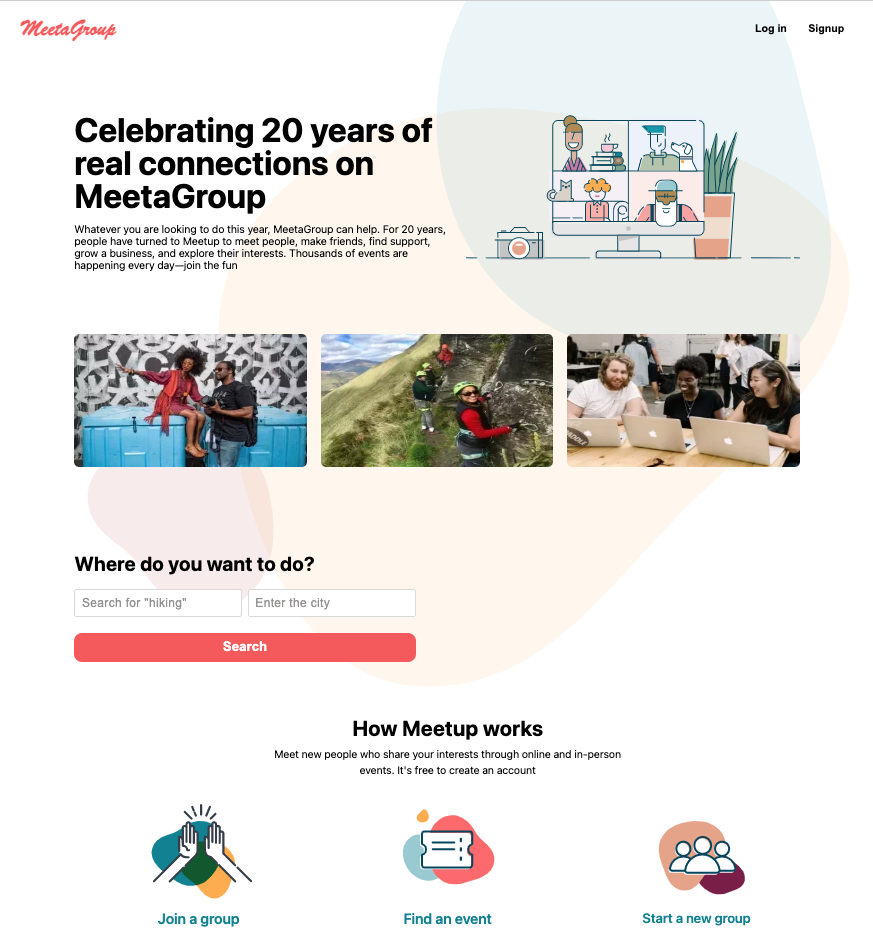 MeetaGroup
Log in
Signup
Celebrating 20 years of
real connections on
MeetaGroup
Whatever you are looking to do this year, MeetaGroup can help. For 20 years,
people have turned to Meetup to meet people, make friends, find support,
grow a business, and explore their interests. Thousands of events are
happening every day—join the fun
Where do you want to do?
Search for "hiking"
Enter the city
Search
How Meetup works
Meet new people who share your interests through online and in-person
events. It's free to create an account
Join a group
Find an event
Start a new group